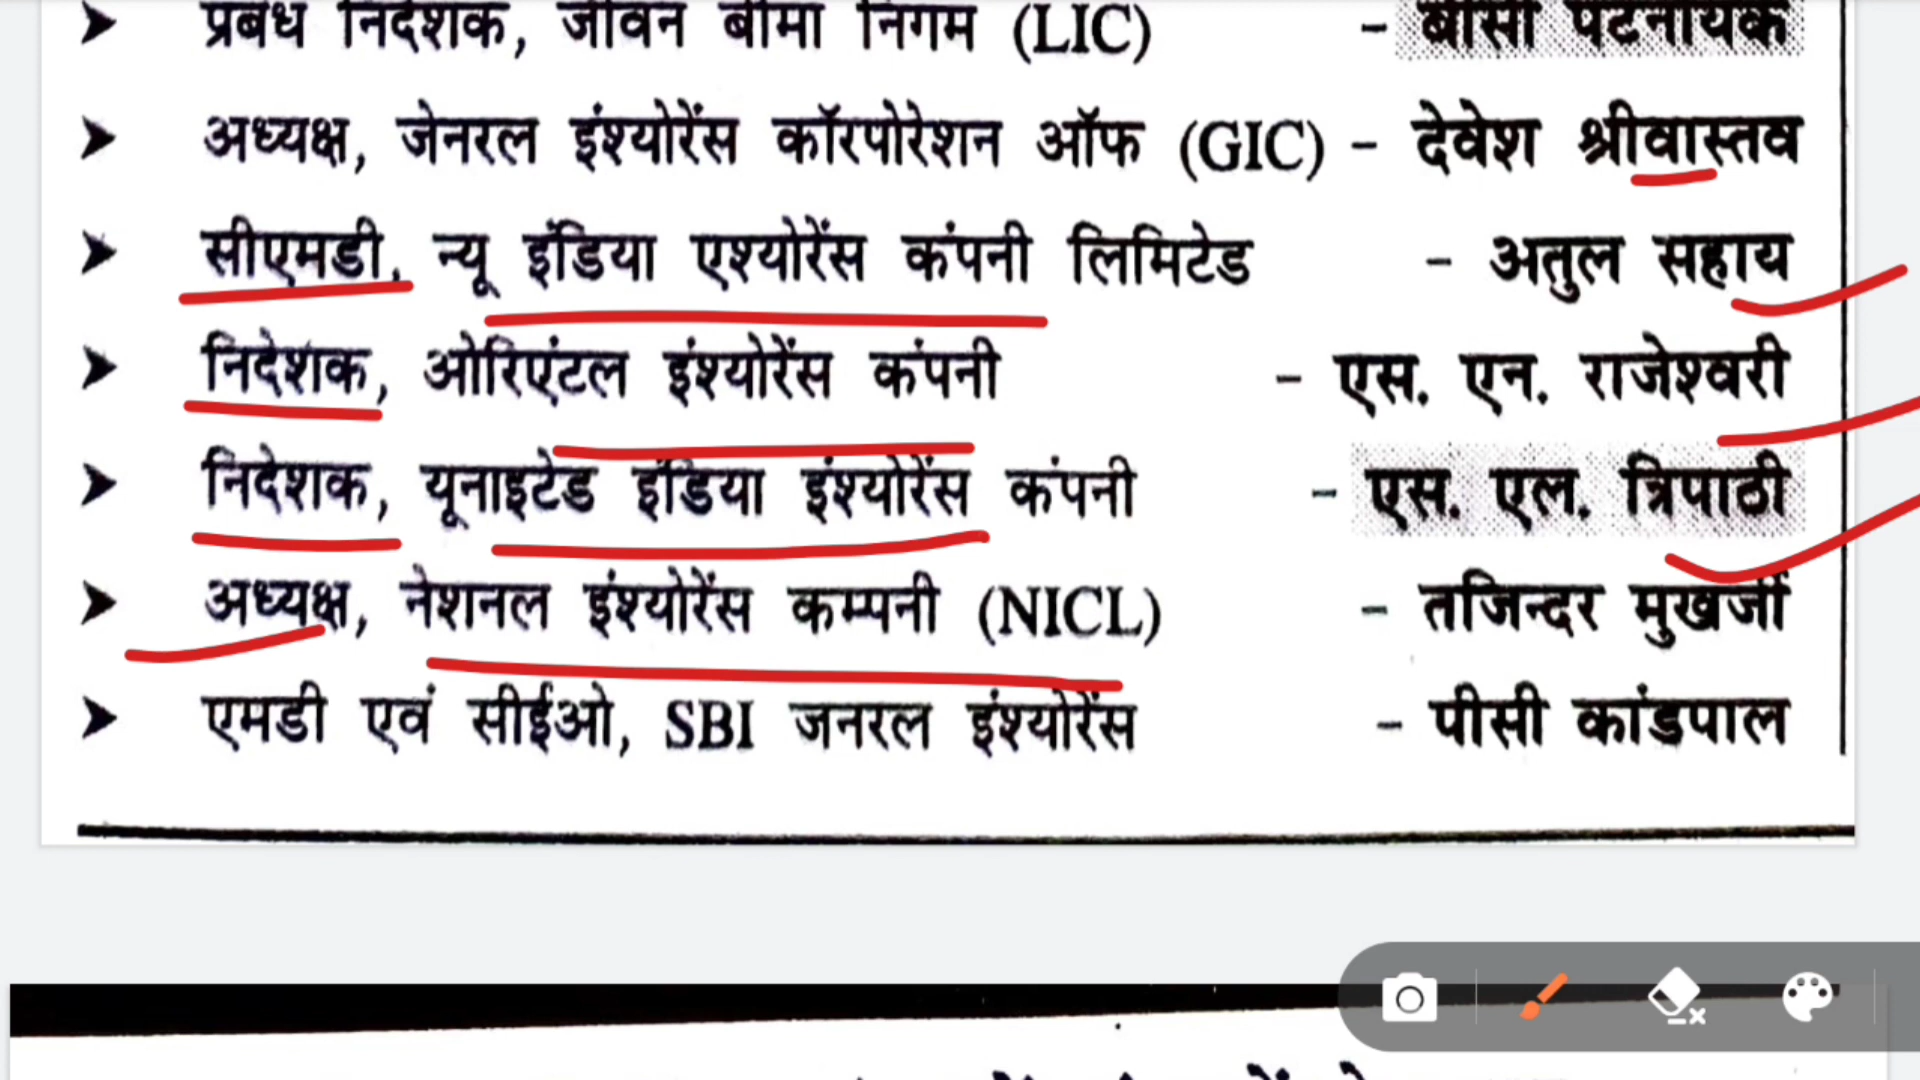 प्रबंध निदेशक, जीवन बीमा निगम (LIC) - बीसी पटनायक
अध्यक्ष, जेनरल इंश्योरेंस कॉरपोरेशन ऑफ (GIC) - देवेश श्रीवास्तव
सीएमडी, न्यू इंडिया एश्योरेंस कंपनी लिमिटेड - अतुल सहाय
निदेशक, ओरिएंटल इंश्योरेंस कंपनी - एस. एन. राजेश्वरी
निदेशक, यूनाइटेड इंडिया इंश्योरेंस कंपनी - एस. एल. त्रिपाठी
अध्यक्ष, नेशनल इंश्योरेंस कम्पनी (NICL) - तजिन्दर मुखर्जी
एमडी एवं सीईओ, SBI जनरल इंश्योरेंस - पीसी कांडपाल